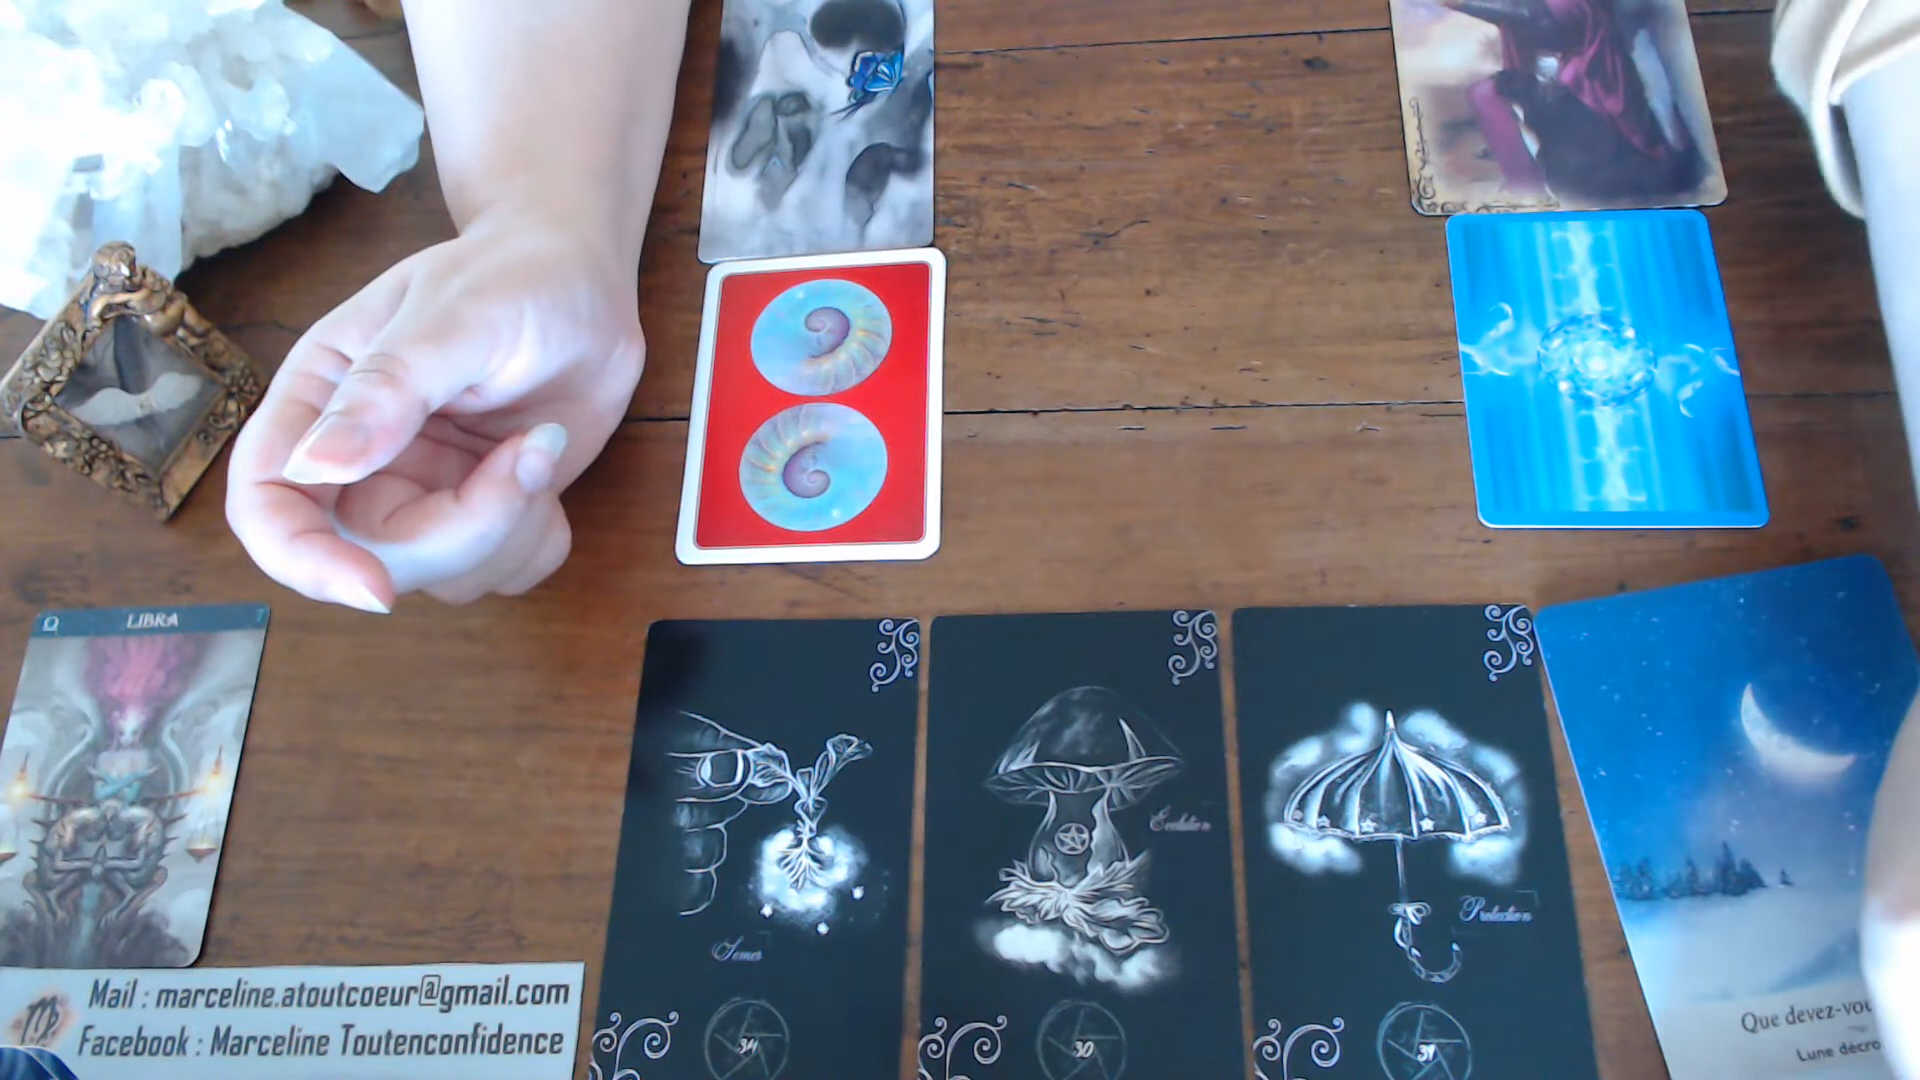 LIBRA
7
Evolution
Protection
Semer
Mail : marceline.atoutcoeur@gmail.com
Facebook : Marceline Toutenconfidence
34
30
31
Que devez-vou
Lune décro